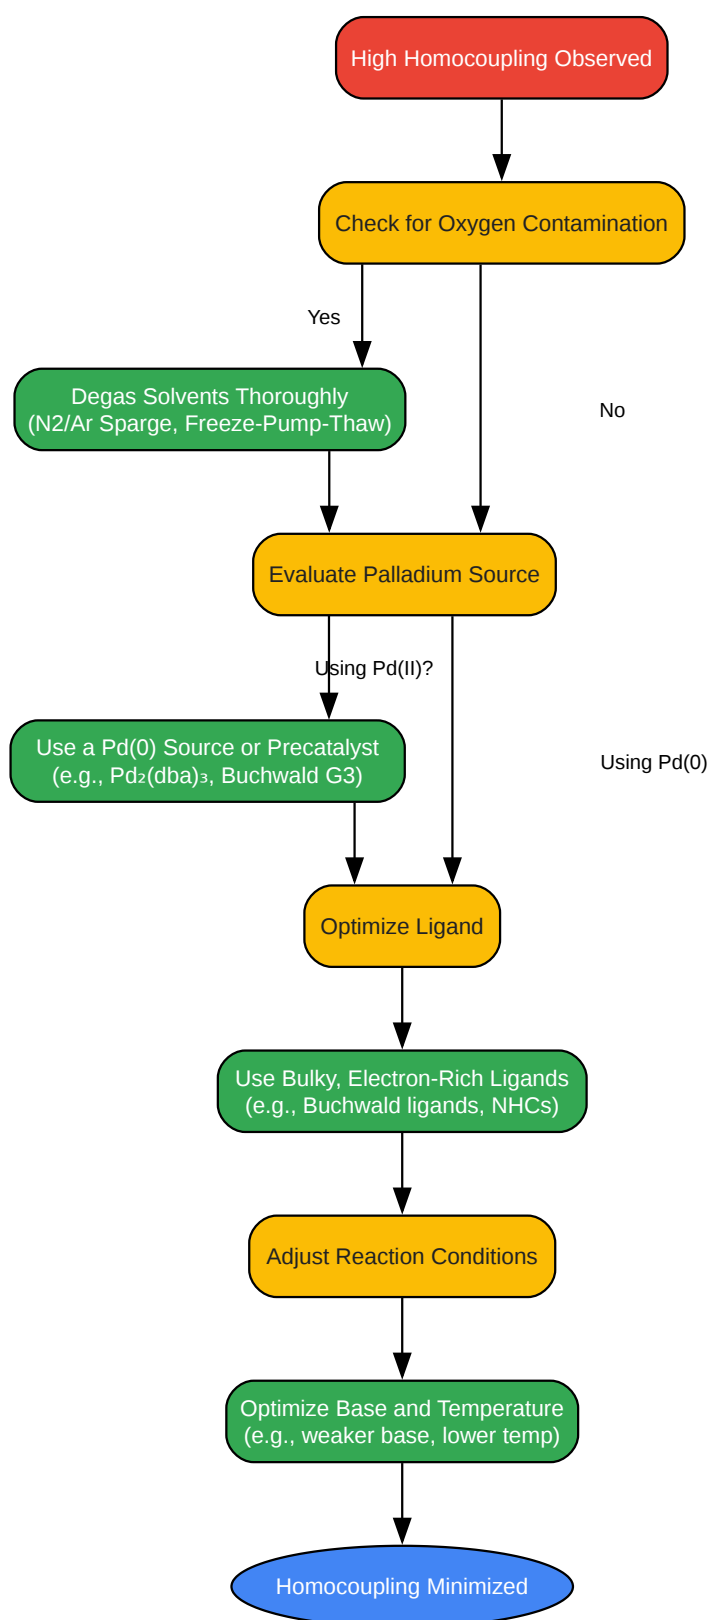 High Homocoupling Observed
Check for Oxygen Contamination
Yes
Degas Solvents Thoroughly
(N2/Ar Sparge, Freeze-Pump-Thaw)
No
Evaluate Palladium Source
Using Pd(II)?
Use a Pd(0) Source or Precatalyst
(e.g., Pd₂(dba)₃, Buchwald G3)
Using Pd(0)
Optimize Ligand
Use Bulky, Electron-Rich Ligands
(e.g., Buchwald ligands, NHCs)
Adjust Reaction Conditions
Optimize Base and Temperature
(e.g., weaker base, lower temp)
Homocoupling Minimized